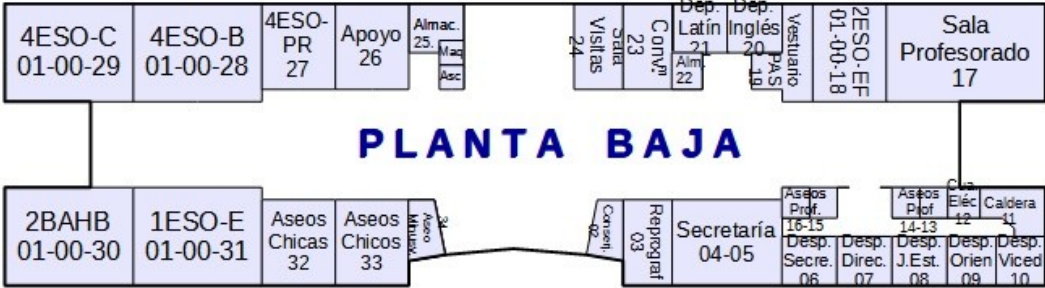 4ESO-C
01-00-29
4ESO-B
01-00-28
4ESO-
PR
27
Apoyo
26
Almac.
25.
Maq
Asc
Sala
Visitas
24
23
Dep.
Latín
21
Alm.
22
Dep.
Inglés
20
PAS
19
Vestuario
2ESO-EF
01-00-18
Sala
Profesorado
17
PLANTA BAJA
2BAHB
01-00-30
1ESO-E
01-00-31
Aseos
Chicas
32
Aseos
Chicos
33
Aseo
34
Conserj.
02
Reprograf
03
Secretaría
04-05
Aseos
Prof.
16-15
Aseos
Prof
14-13
Eléc
12
Caldera
11
Desp.
Secre.
06
Desp.
Direc.
07
Desp.
J.Est.
08
Desp.
Orien
09
Desp.
Viced
10